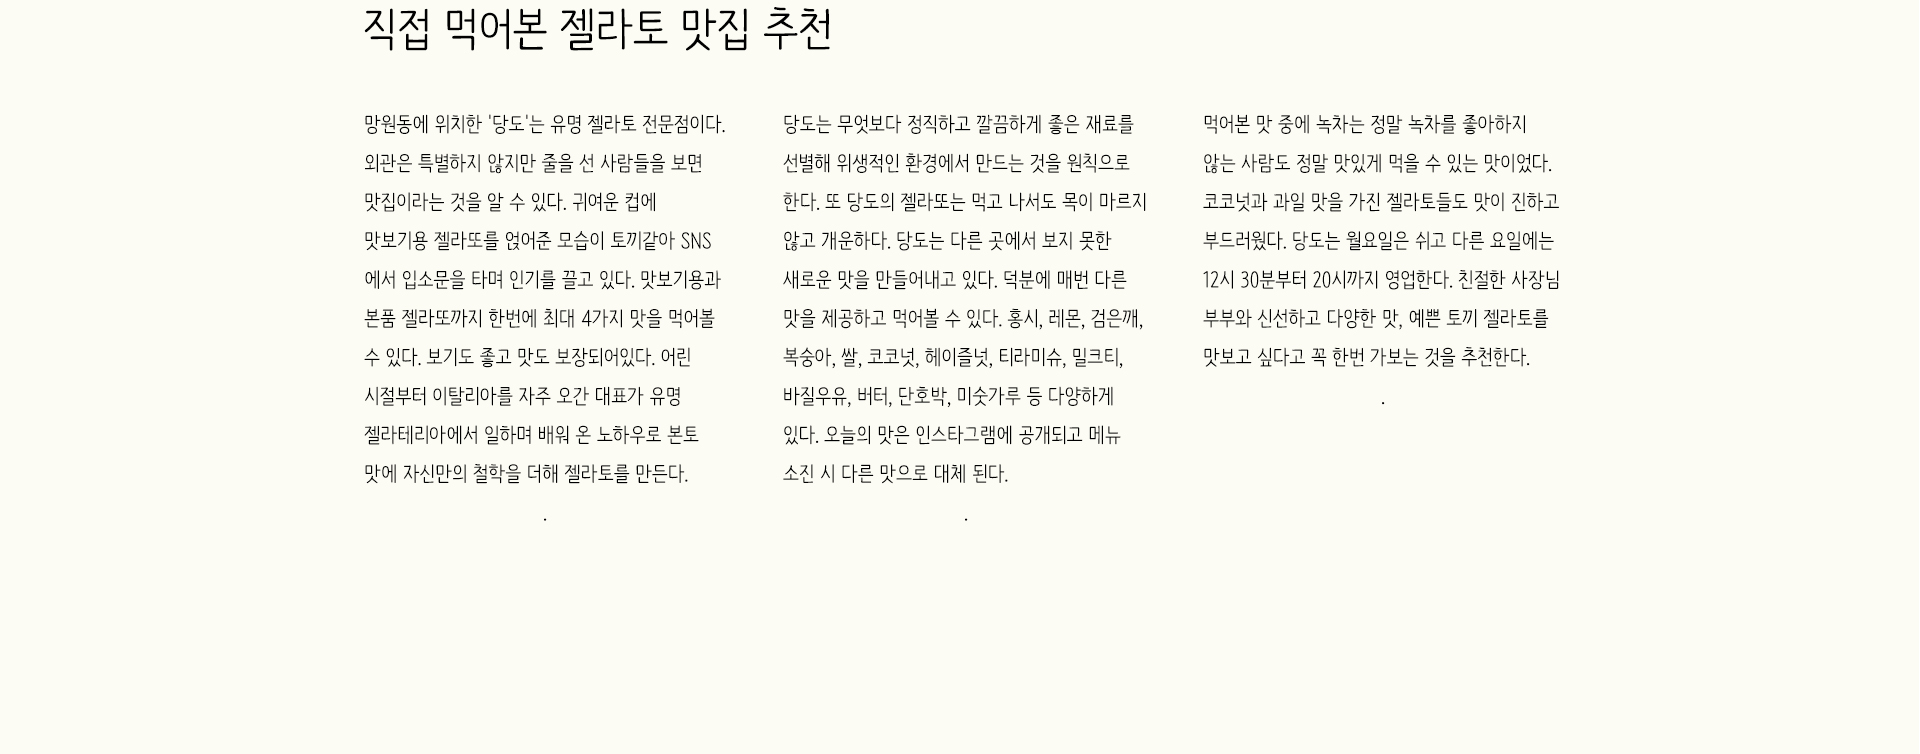 직접 먹어본 젤라토 맛집 추천
망원동에 위치한 '당도'는 유명 젤라토 전문점이다.
외관은 특별하지 않지만 줄을 선 사람들을 보면
맛집이라는 것을 알 수 있다. 귀여운 컵에
맛보기용 젤라또를 얹어준 모습이 토끼같아 SNS
에서 입소문을 타며 인기를 끌고 있다. 맛보기용과
본품 젤라또까지 한번에 최대 4가지 맛을 먹어볼
수 있다. 보기도 좋고 맛도 보장되어있다. 어린
시절부터 이탈리아를 자주 오간 대표가 유명
젤라테리아에서 일하며 배워 온 노하우로 본토
맛에 자신만의 철학을 더해 젤라토를 만든다.
.
당도는 무엇보다 정직하고 깔끔하게 좋은 재료를
선별해 위생적인 환경에서 만드는 것을 원칙으로
한다. 또 당도의 젤라또는 먹고 나서도 목이 마르지
않고 개운하다. 당도는 다른 곳에서 보지 못한
새로운 맛을 만들어내고 있다. 덕분에 매번 다른
맛을 제공하고 먹어볼 수 있다. 홍시, 레몬, 검은깨,
복숭아, 쌀, 코코넛, 헤이즐넛, 티라미슈, 밀크티,
바질우유, 버터, 단호박, 미숫가루 등 다양하게
있다. 오늘의 맛은 인스타그램에 공개되고 메뉴
소진 시 다른 맛으로 대체 된다.
.
먹어본 맛 중에 녹차는 정말 녹차를 좋아하지
않는 사람도 정말 맛있게 먹을 수 있는 맛이었다.
코코넛과 과일 맛을 가진 젤라토들도 맛이 진하고
부드러웠다. 당도는 월요일은 쉬고 다른 요일에는
12시 30분부터 20시까지 영업한다. 친절한 사장님
부부와 신선하고 다양한 맛, 예쁜 토끼 젤라토를
맛보고 싶다고 꼭 한번 가보는 것을 추천한다.
.